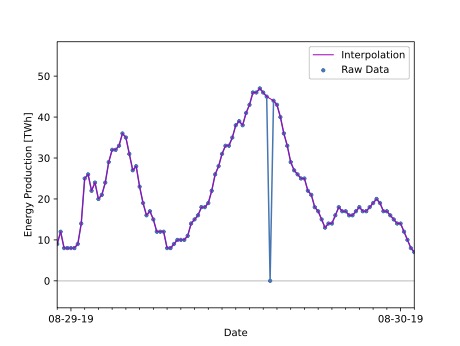 Interpolation
Raw Data
Energy Production [TWh]
50
40
30
20
10
0
08-29-19
08-30-19
Date